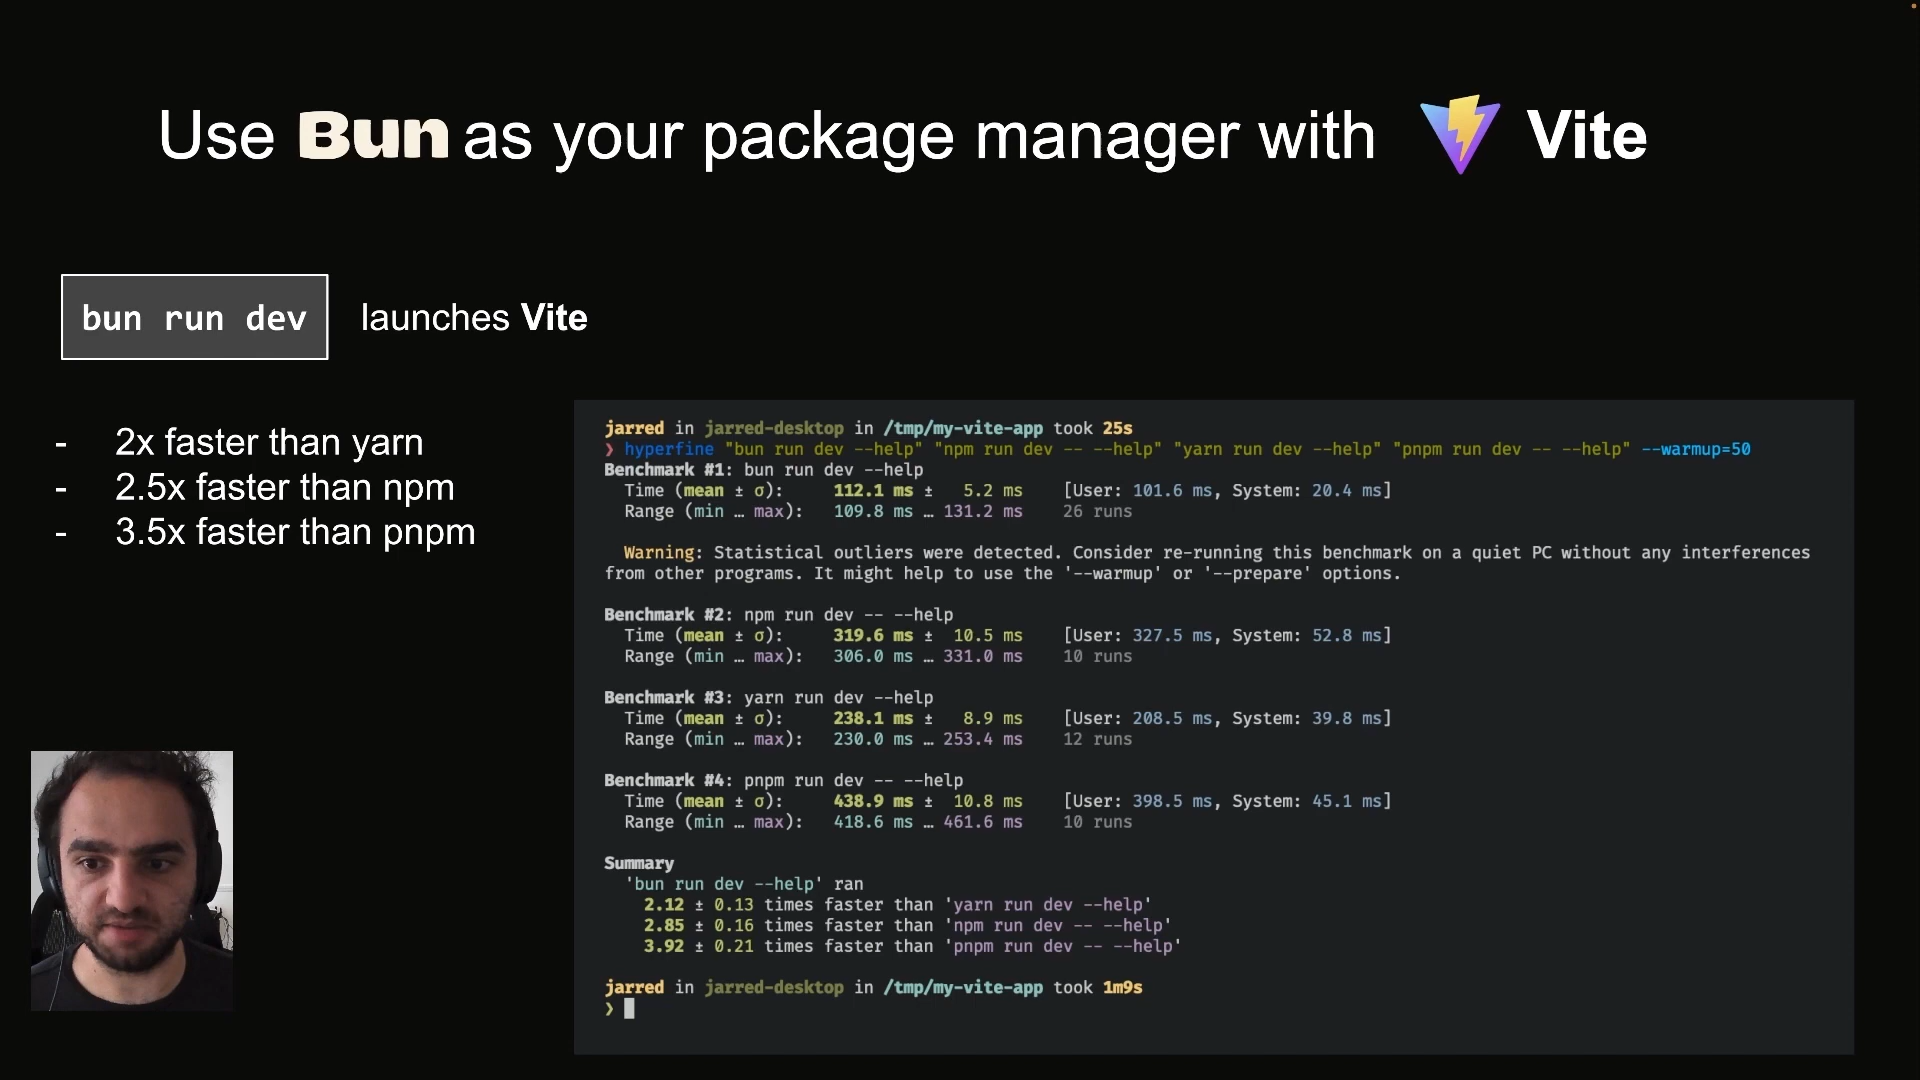 Use Bun as your package manager with Vite
bun run dev launches Vite
- 2x faster than yarn
- 2.5x faster than npm
- 3.5x faster than pnpm
jarred in jarred-desktop in /tmp/my-vite-app took 25s
❯ hyperfine "bun run dev --help" "npm run dev -- --help" "yarn run dev --help" "pnpm run dev -- --help" --warmup=50
Benchmark #1: bun run dev --help
Time (mean ± σ): 112.1 ms ± 5.2 ms [User: 101.6 ms, System: 20.4 ms]
Range (min … max): 109.8 ms … 131.2 ms 26 runs
Warning: Statistical outliers were detected. Consider re-running this benchmark on a quiet PC without any interferences
from other programs. It might help to use the '--warmup' or '--prepare' options.
Benchmark #2: npm run dev -- --help
Time (mean ± σ): 319.6 ms ± 10.5 ms [User: 327.5 ms, System: 52.8 ms]
Range (min … max): 306.0 ms … 331.0 ms 10 runs
Benchmark #3: yarn run dev --help
Time (mean ± σ): 238.1 ms ± 8.9 ms [User: 208.5 ms, System: 39.8 ms]
Range (min … max): 230.0 ms … 253.4 ms 12 runs
Benchmark #4: pnpm run dev -- --help
Time (mean ± σ): 438.9 ms ± 10.8 ms [User: 398.5 ms, System: 45.1 ms]
Range (min … max): 418.6 ms … 461.6 ms 10 runs
Summary
'bun run dev --help' ran
2.12 ± 0.13 times faster than 'yarn run dev --help'
2.85 ± 0.16 times faster than 'npm run dev -- --help'
3.92 ± 0.21 times faster than 'pnpm run dev -- --help'
jarred in jarred-desktop in /tmp/my-vite-app took 1m9s
❯